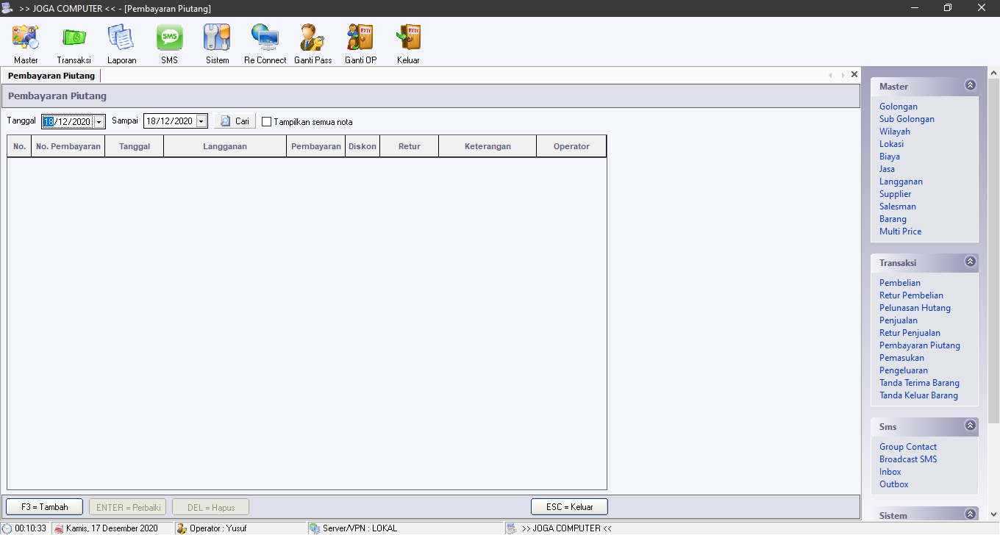 >> JOGA COMPUTER << - [Pembayaran Piutang]
Master Transaksi Laporan SMS Sistem Re Connect Ganti Pass Ganti OP Keluar
Pembayaran Piutang
Pembayaran Piutang
Tanggal 18/12/2020 Sampai 18/12/2020 Cari Tampilkan semua nota
No. No. Pembayaran Tanggal Langganan Pembayaran Diskon Retur Keterangan Operator
F3 = Tambah ENTER = Perbaiki DEL = Hapus ESC = Keluar
Master
Golongan
Sub Golongan
Wilayah
Lokasi
Biaya
Jasa
Langganan
Supplier
Salesman
Barang
Multi Price
Transaksi
Pembelian
Retur Pembelian
Pelunasan Hutang
Penjualan
Retur Penjualan
Pembayaran Piutang
Pemasukan
Pengeluaran
Tanda Terima Barang
Tanda Keluar Barang
Sms
Group Contact
Broadcast SMS
Inbox
Outbox
Sistem
00:10:33 Kamis, 17 Desember 2020 Operator : Yusuf Server/VPN : LOKAL >> JOGA COMPUTER <<